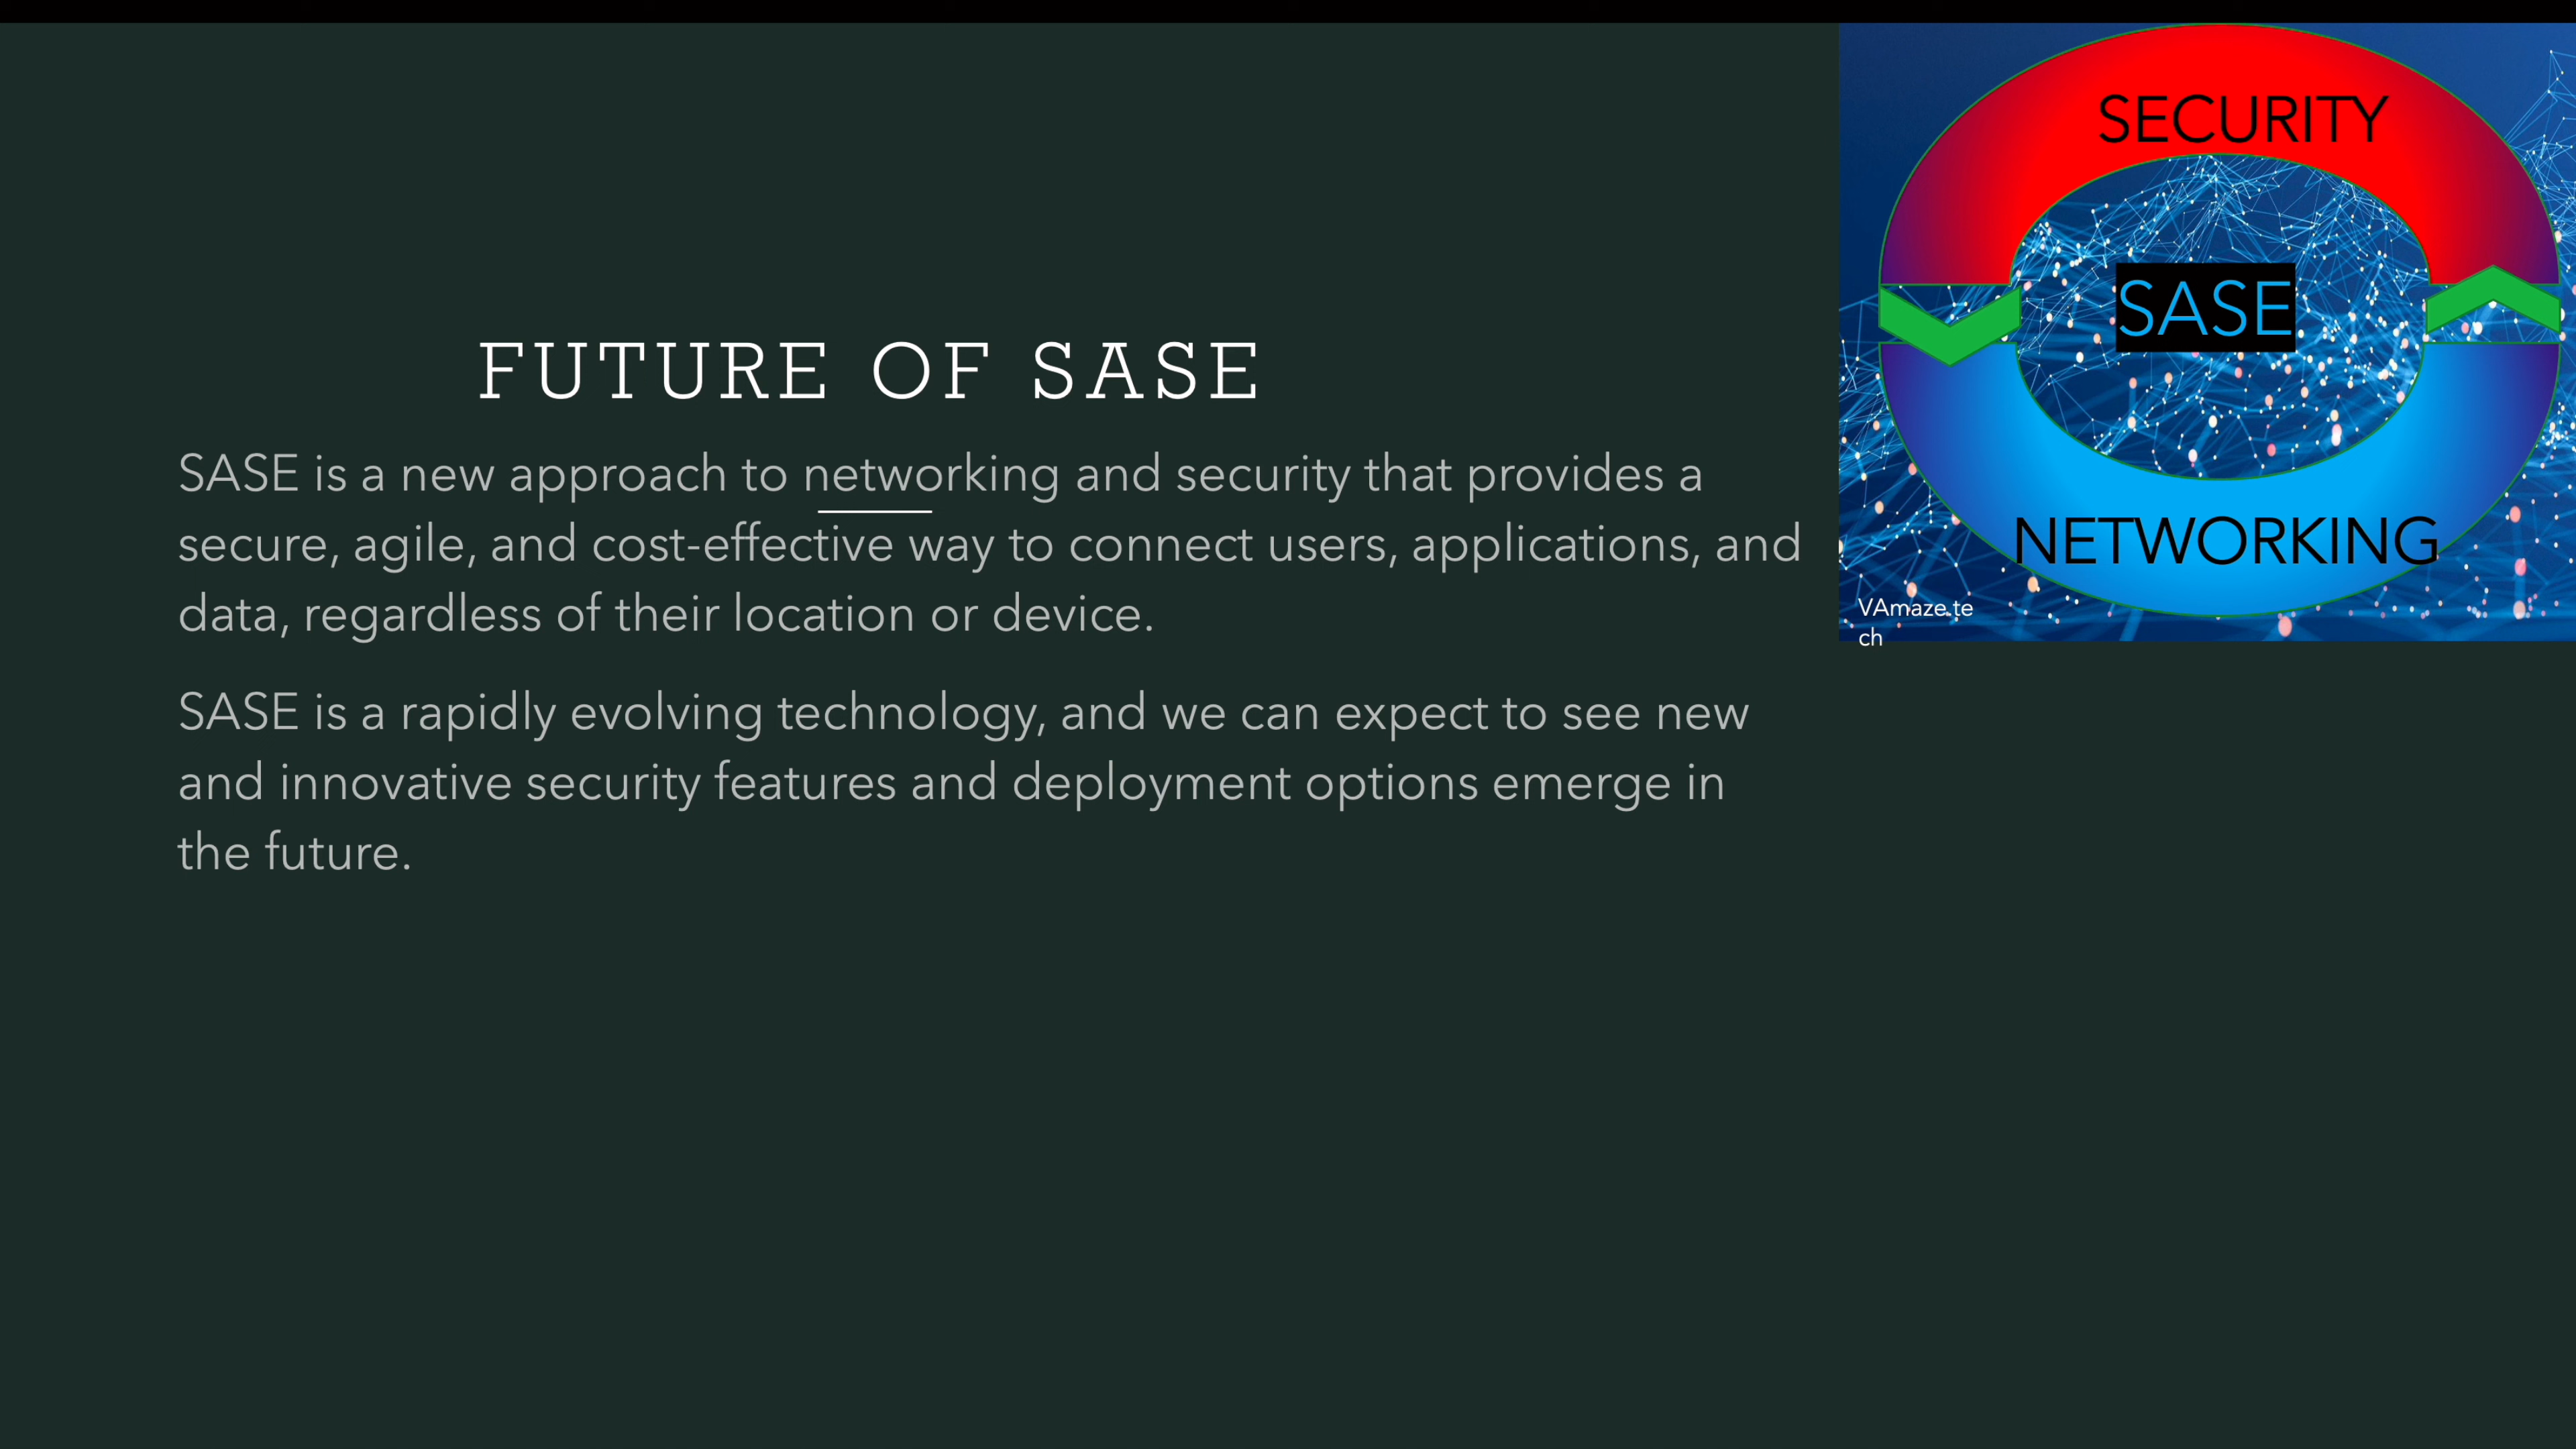 FUTURE OF SASE
SASE is a new approach to networking and security that provides a
secure, agile, and cost-effective way to connect users, applications, and
data, regardless of their location or device.
SASE is a rapidly evolving technology, and we can expect to see new
and innovative security features and deployment options emerge in
the future.
SECURITY
SASE
NETWORKING
VAmaze.te
ch